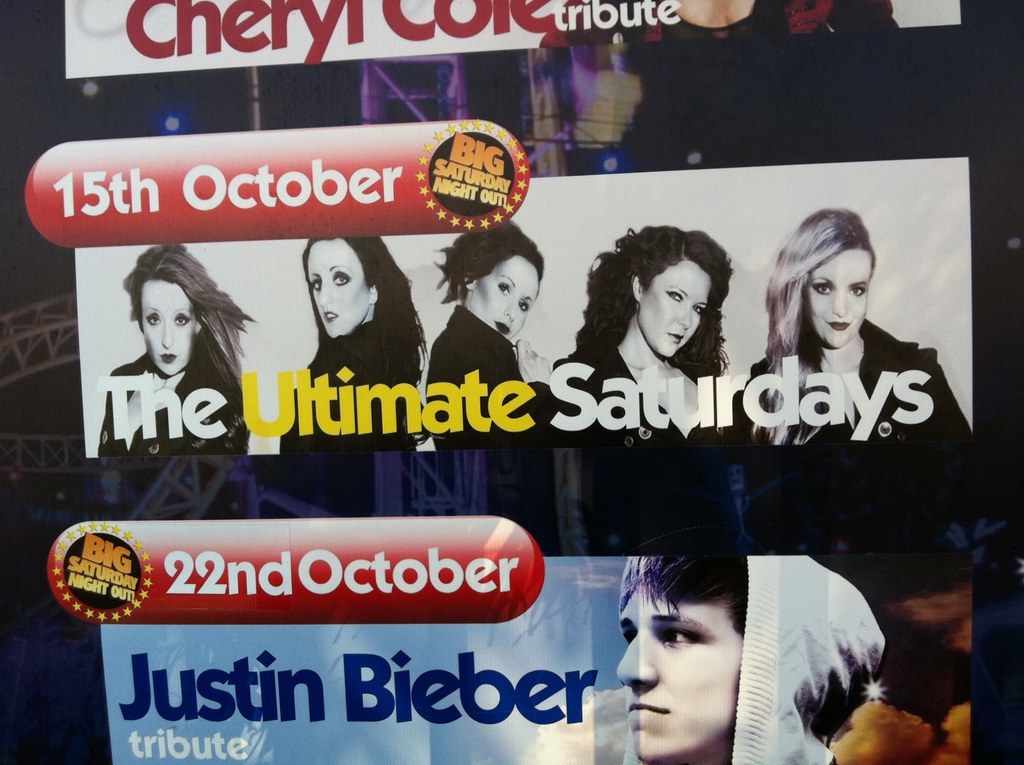 Cheryl Cole tribute
15th October
BIG
SATURDAY
NIGHT OUT!
The Ultimate Saturdays
BIG
SATURDAY
NIGHT OUT!
22nd October
Justin Bieber
tribute